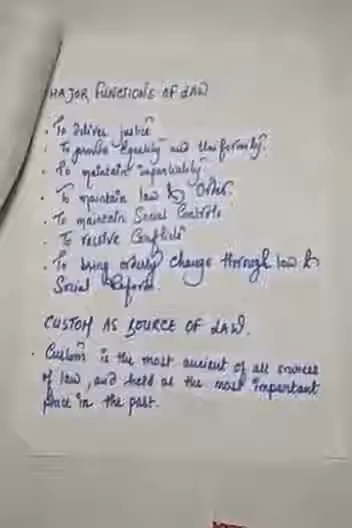 MAJOR FUNCTIONS OF LAW
• To deliver justice
• To provide Equality and Uniformity.
• To maintain impartiality
• To maintain law & Order.
• To maintain Social Control
• To resolve Conflicts
• To bring orderly change through law &
Social Reform.
CUSTOM AS SOURCE OF LAW.
• Custom is the most ancient of all sources
of law, and held as the most important
place in the past.